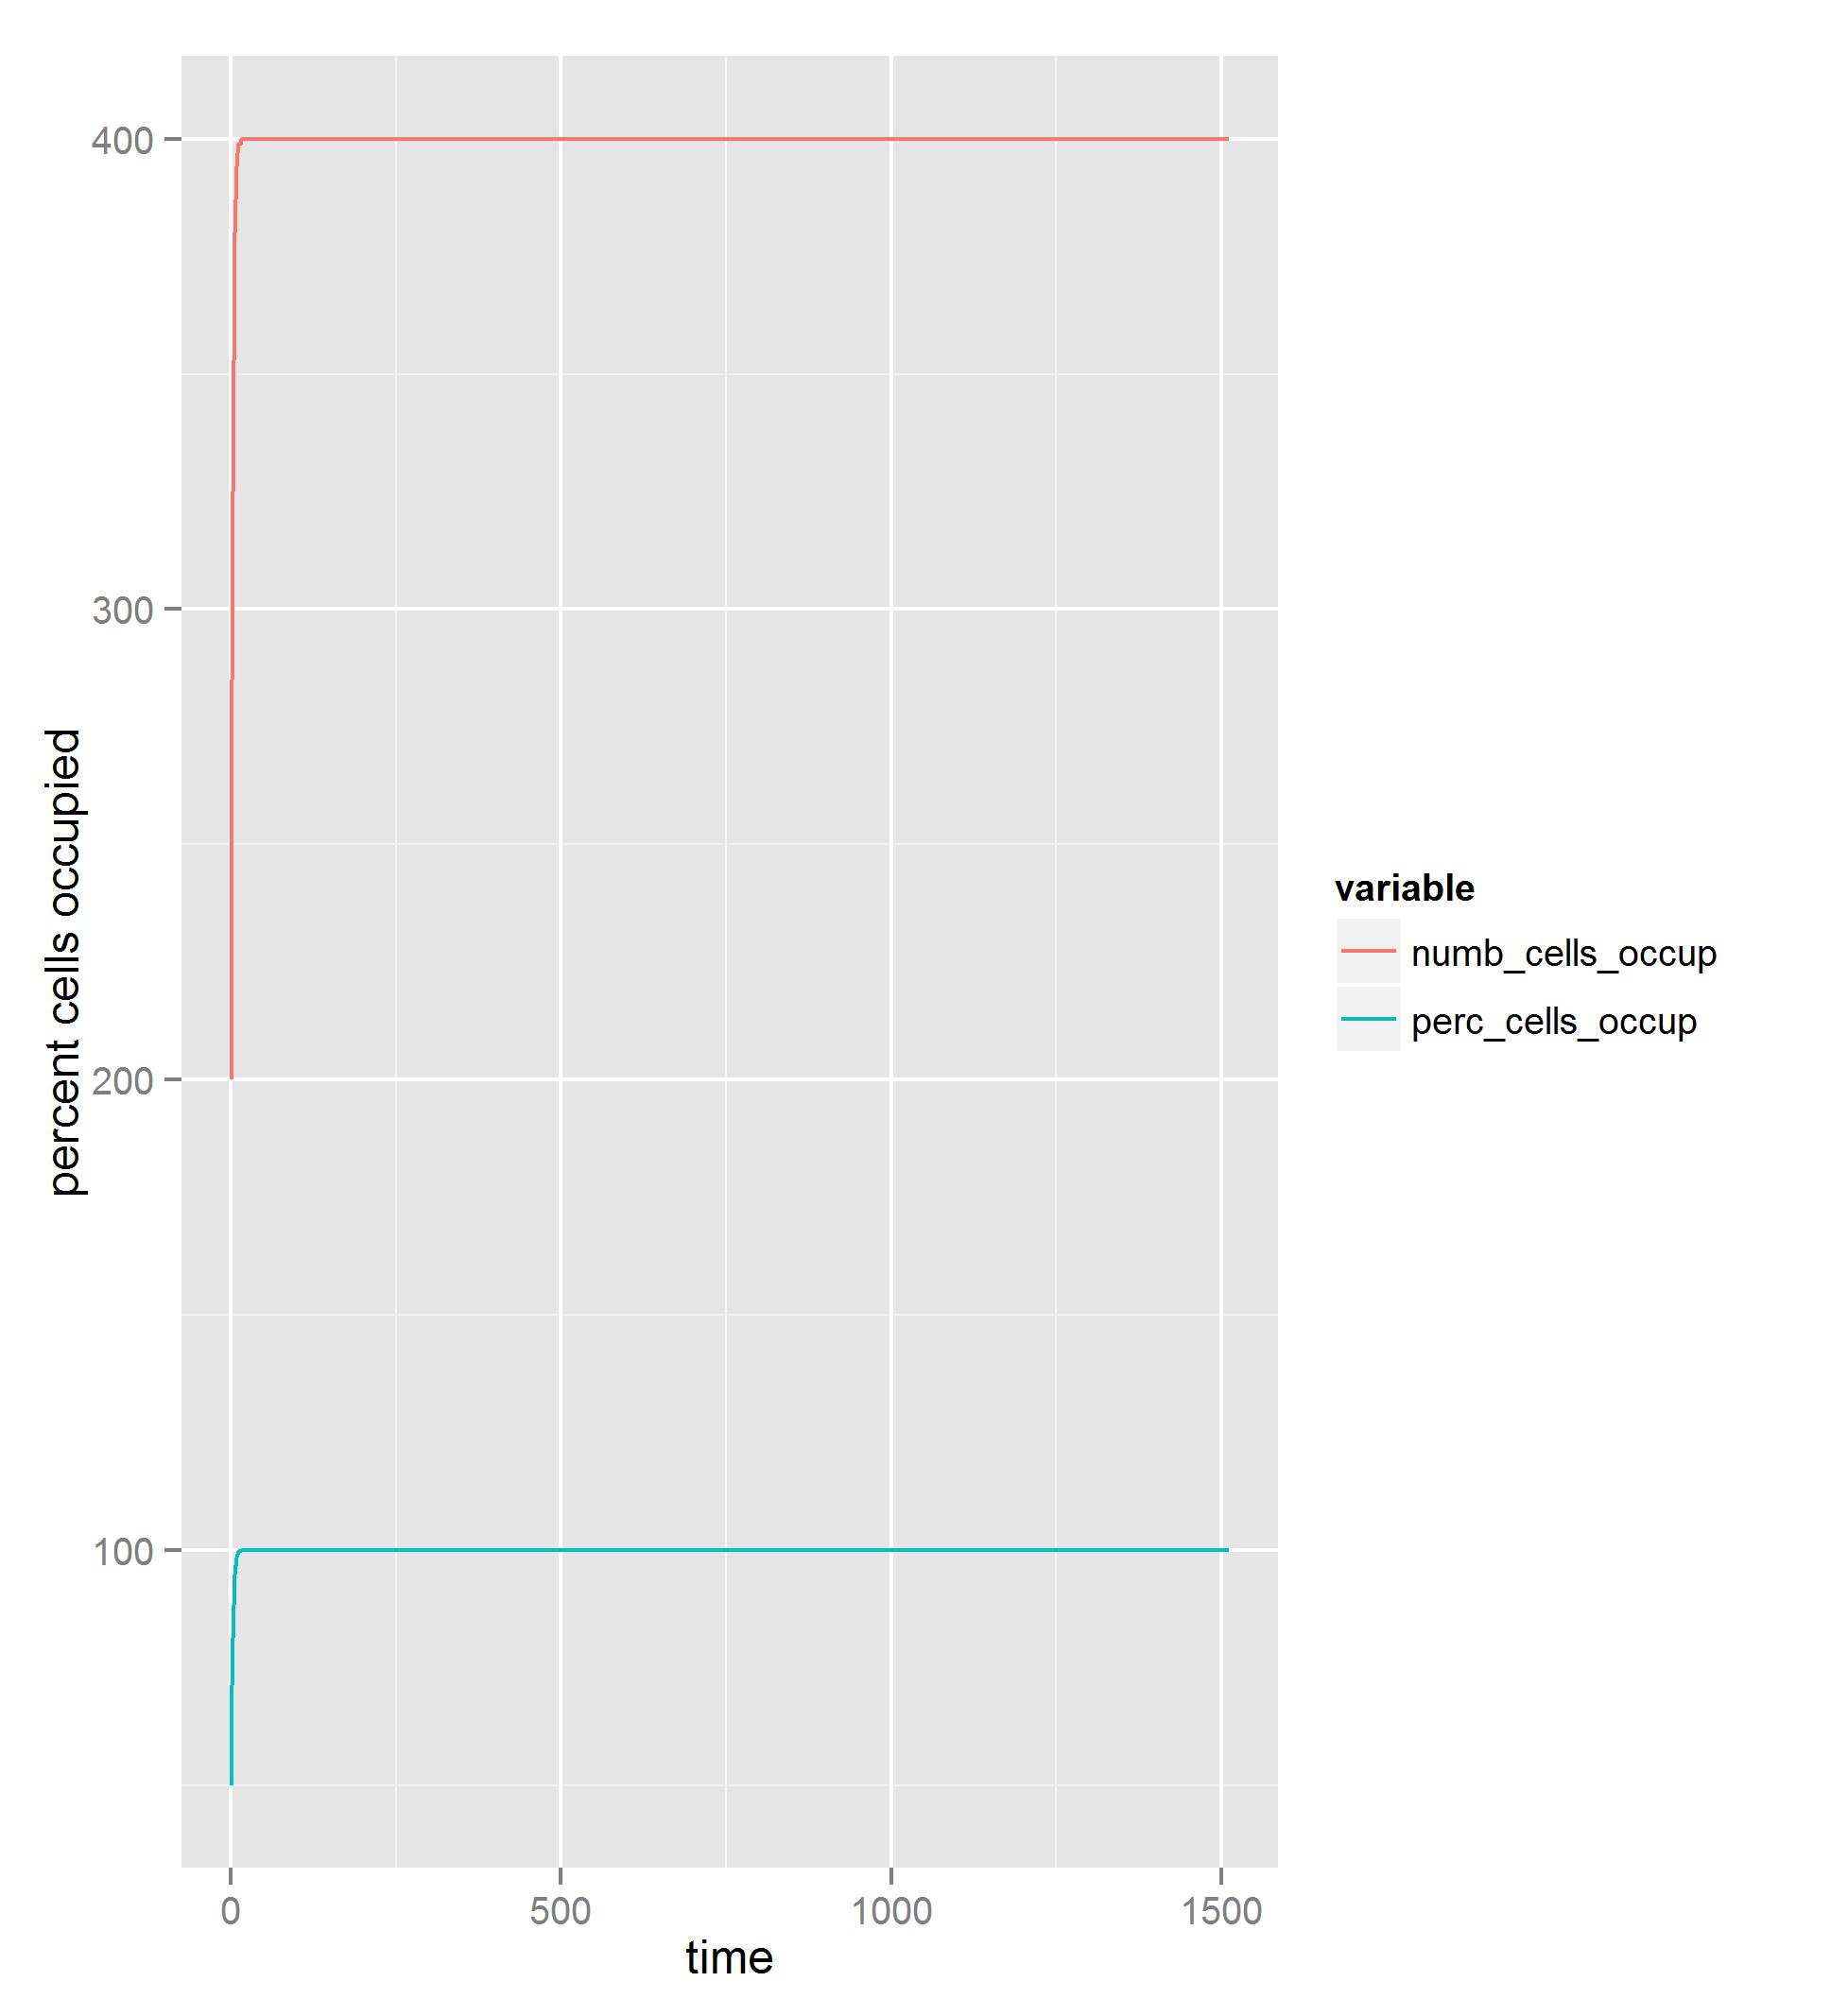 percent cells occupied
400
300
200
100
0 500 1000 1500
time
variable
numb_cells_occup
perc_cells_occup